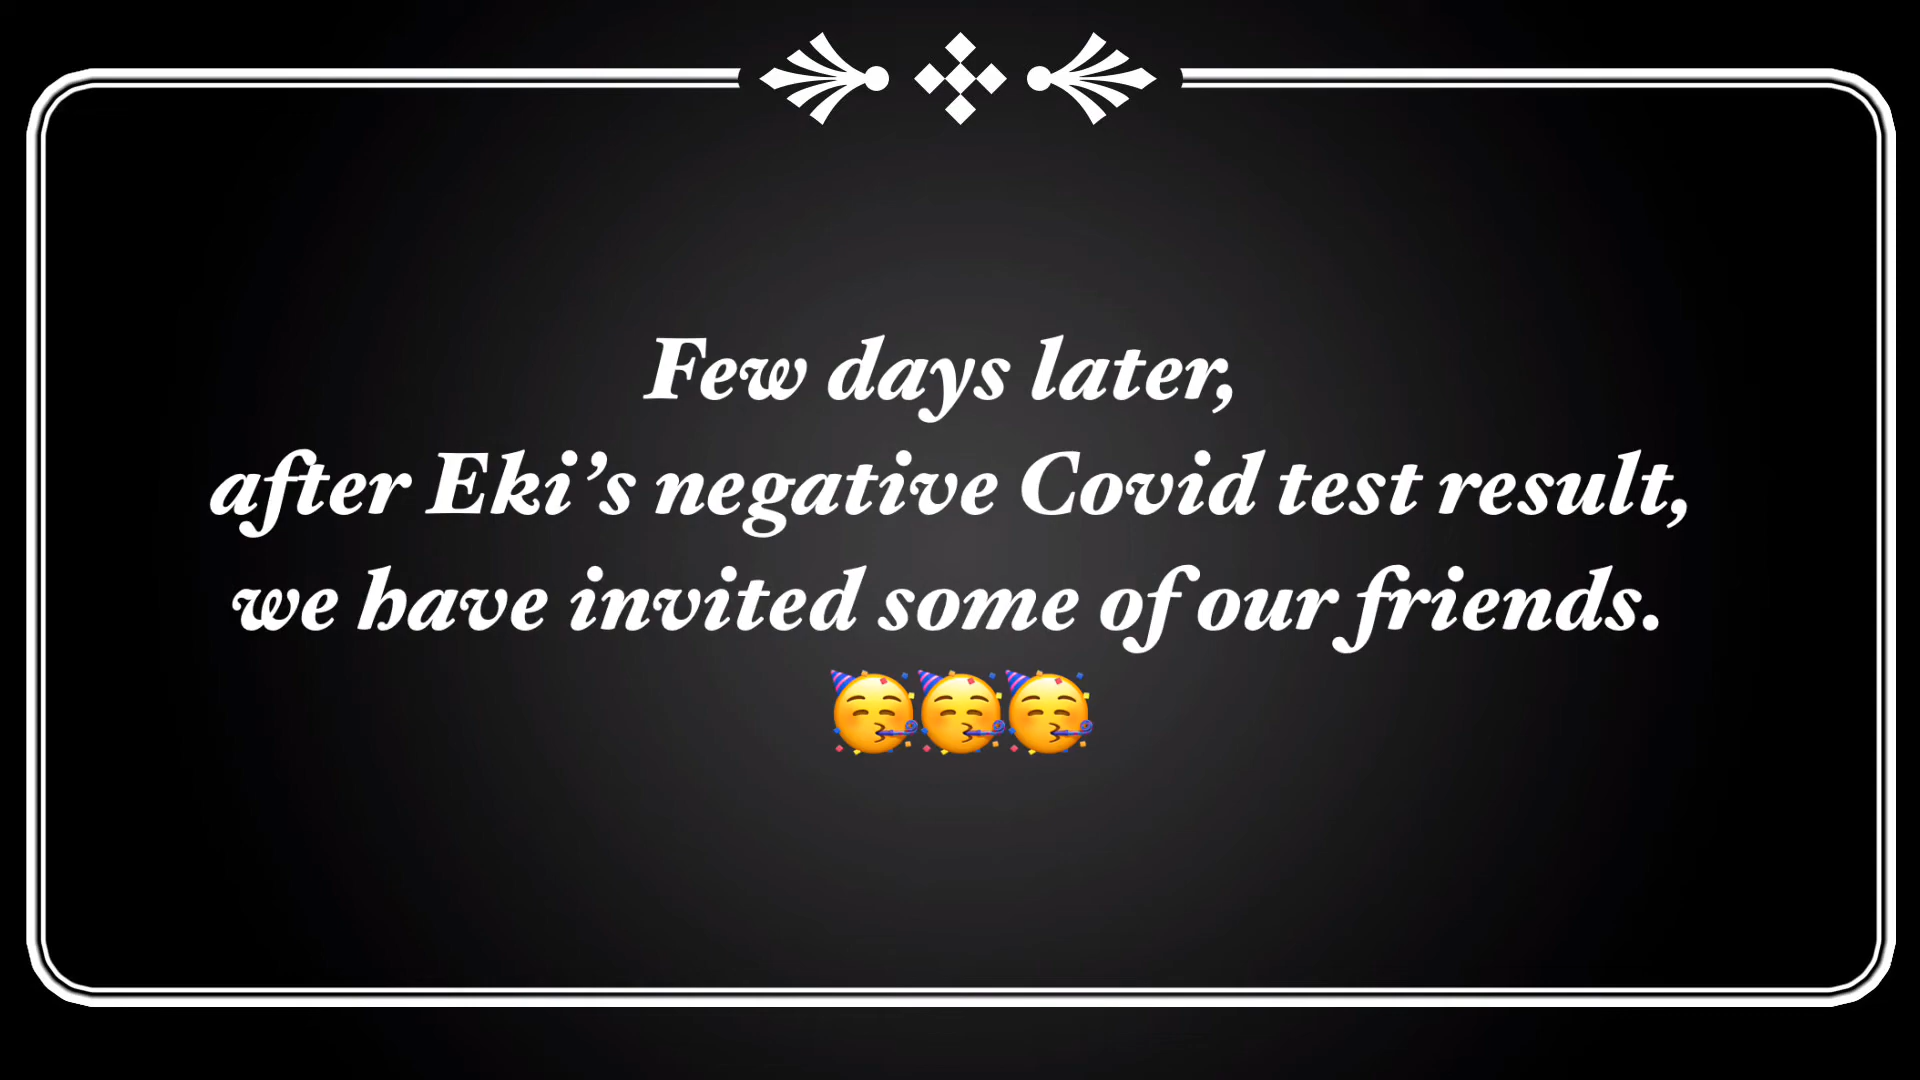 Few days later,
after Eki’s negative Covid test result,
we have invited some of our friends.
🥳🥳🥳